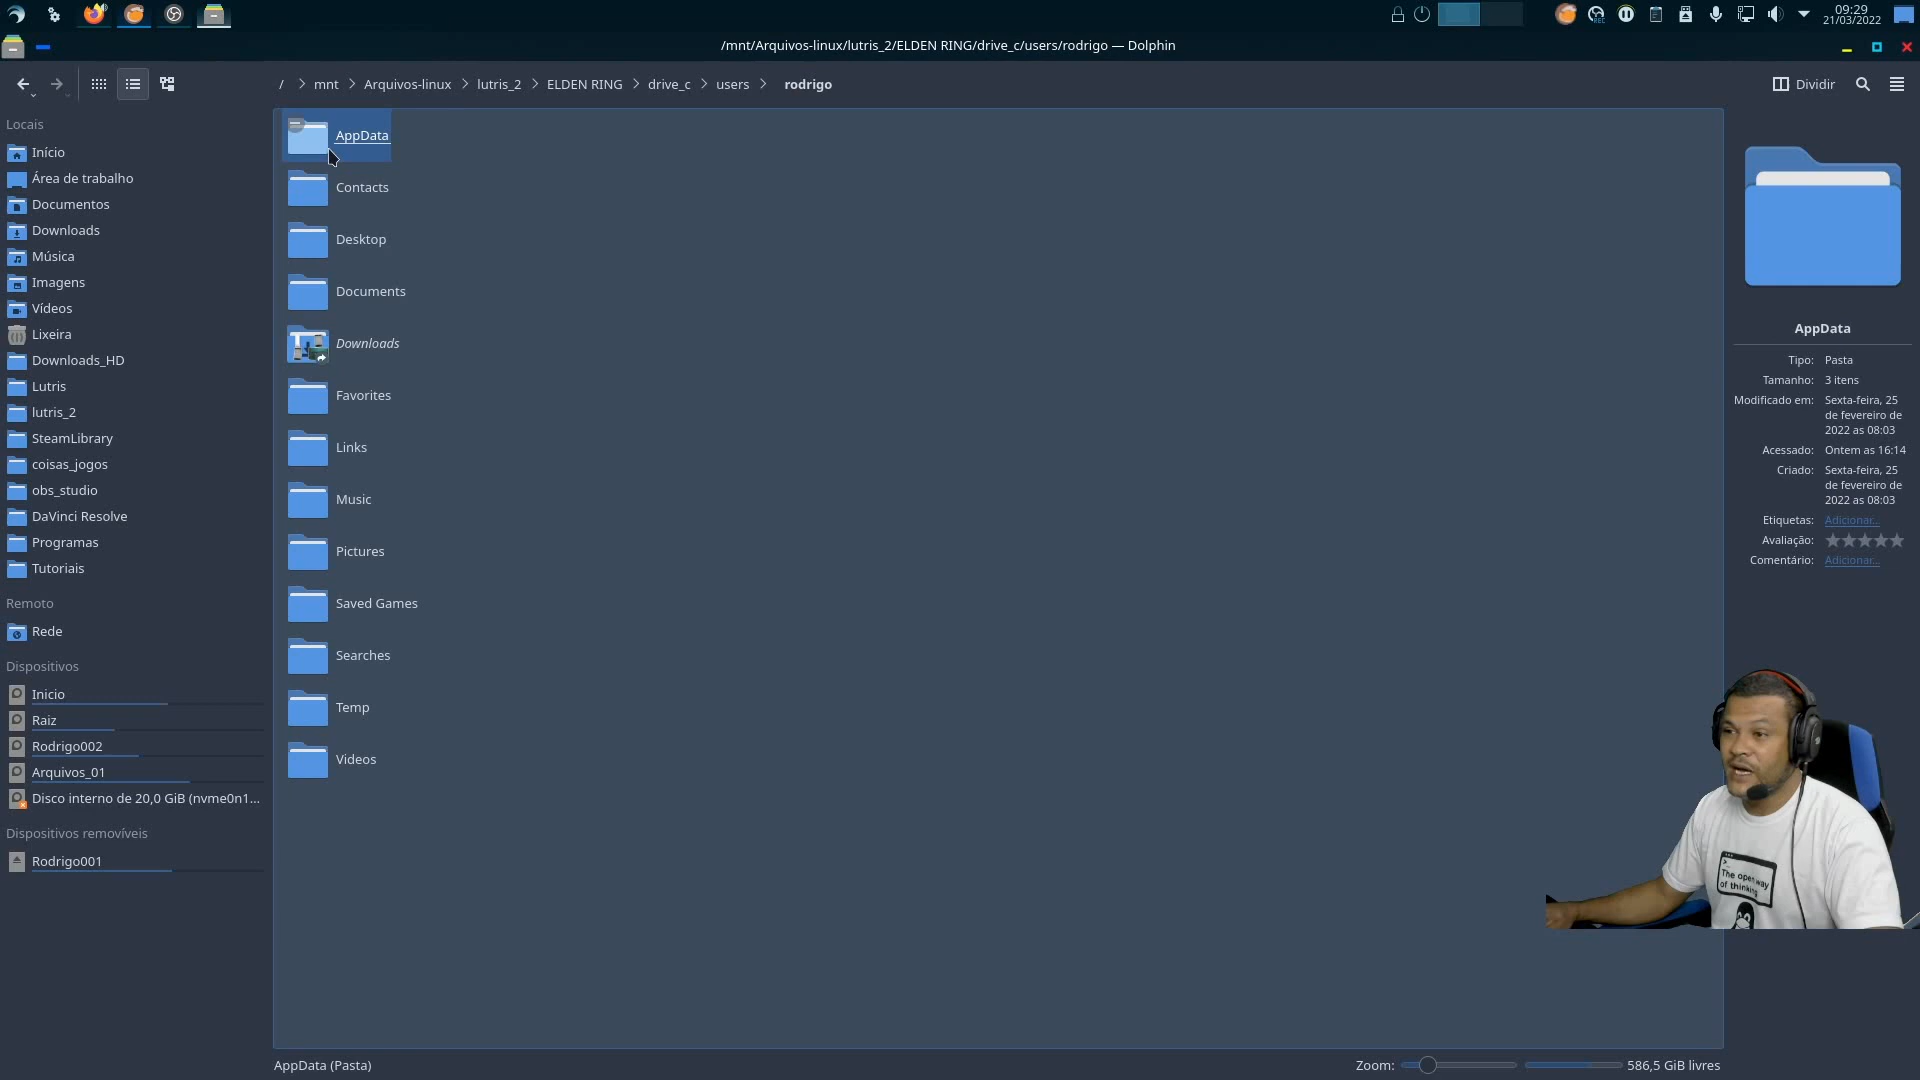 09:29
21/03/2022
REC
/mnt/Arquivos-linux/lutris_2/ELDEN RING/drive_c/users/rodrigo — Dolphin
/ mnt Arquivos-linux lutris_2 ELDEN RING drive_c users rodrigo
Dividir
Locais
Início
Área de trabalho
Documentos
Downloads
Música
Imagens
Vídeos
Lixeira
Downloads_HD
Lutris
lutris_2
SteamLibrary
coisas_jogos
obs_studio
DaVinci Resolve
Programas
Tutoriais
Remoto
Rede
Dispositivos
Inicio
Raiz
Rodrigo002
Arquivos_01
Disco interno de 20,0 GiB (nvme0n1...
Dispositivos removíveis
Rodrigo001
AppData
Contacts
Desktop
Documents
Downloads
Favorites
Links
Music
Pictures
Saved Games
Searches
Temp
Videos
AppData
Tipo: Pasta
Tamanho: 3 itens
Modificado em: Sexta-feira, 25
de fevereiro de
2022 as 08:03
Acessado: Ontem as 16:14
Criado: Sexta-feira, 25
de fevereiro de
2022 as 08:03
Etiquetas: Adicionar...
Avaliação:
Comentário: Adicionar...
The open way
of thinking
AppData (Pasta)
Zoom:
586,5 GiB livres